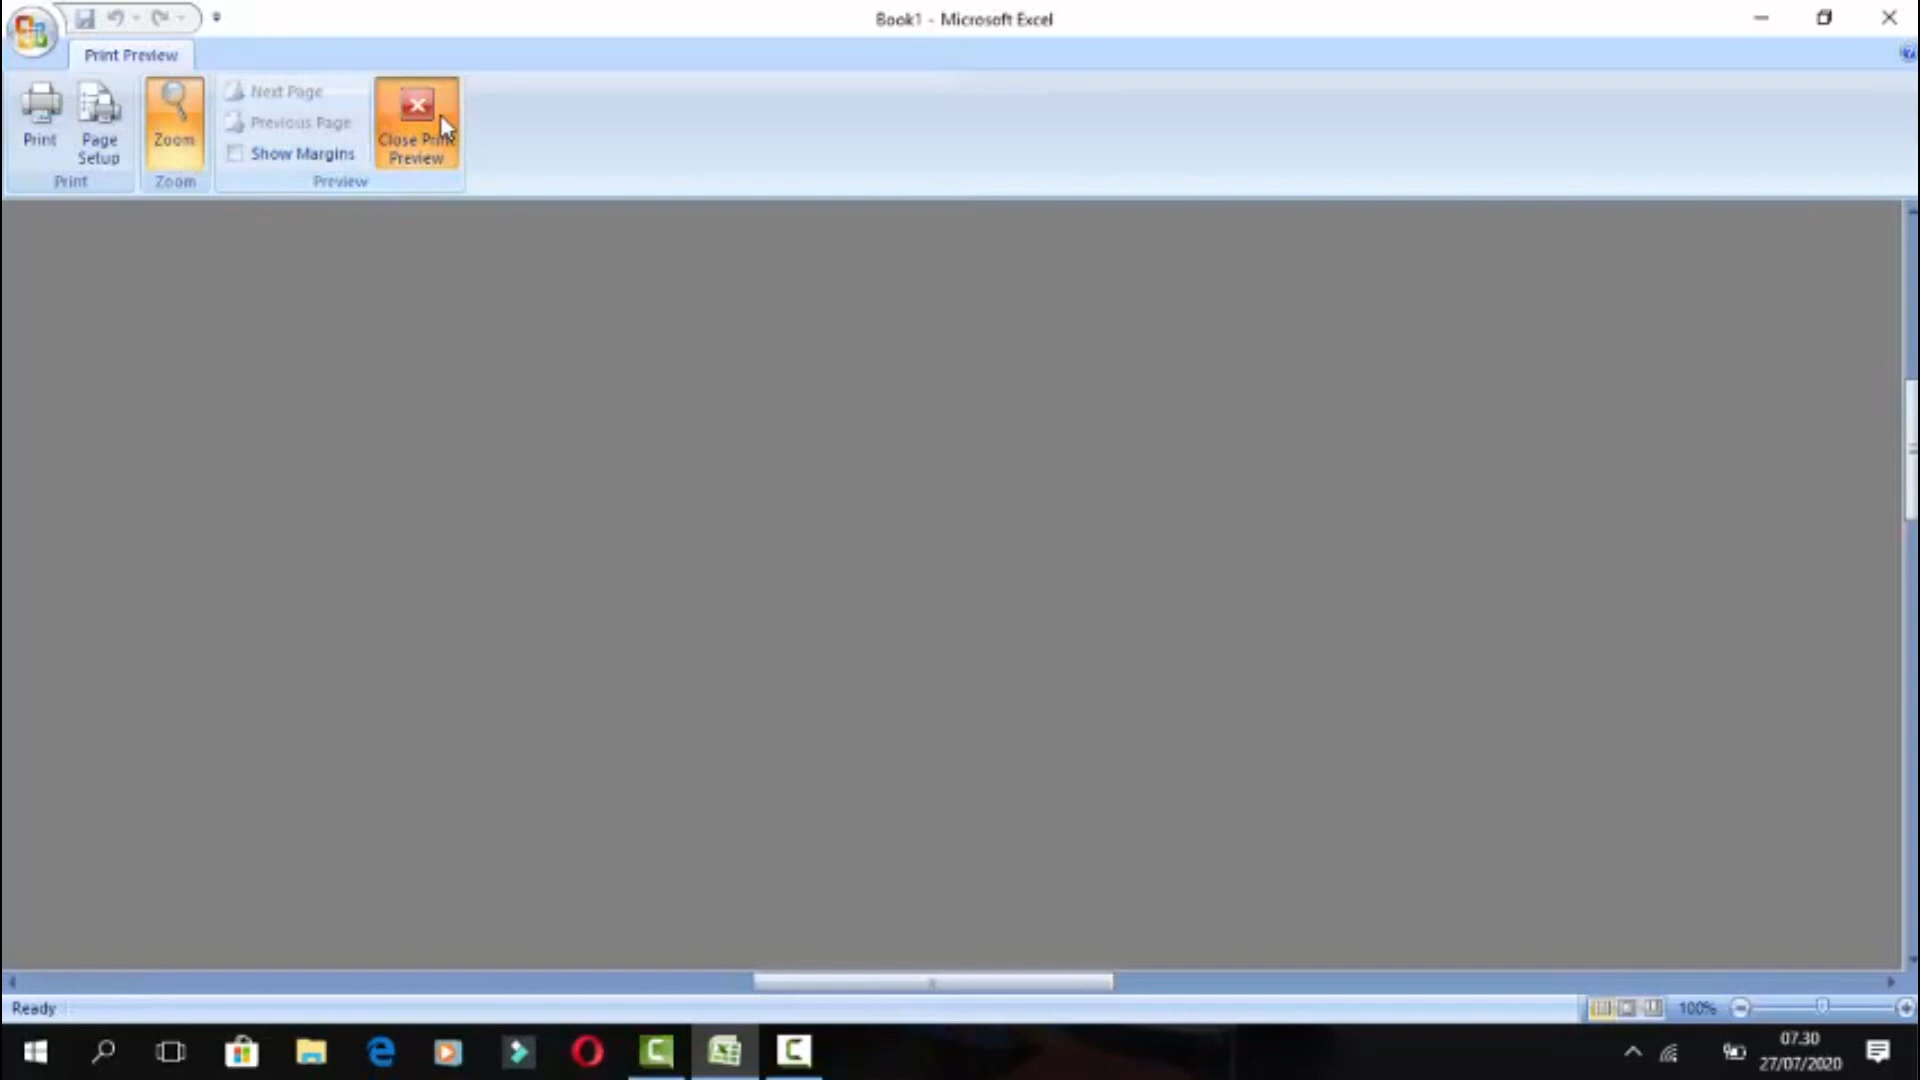 Book1 - Microsoft Excel
Print Preview
Print
Page Setup
Zoom
Next Page
Previous Page
Show Margins
Close Print Preview
Print
Zoom
Preview
Ready
100%
07.30
27/07/2020